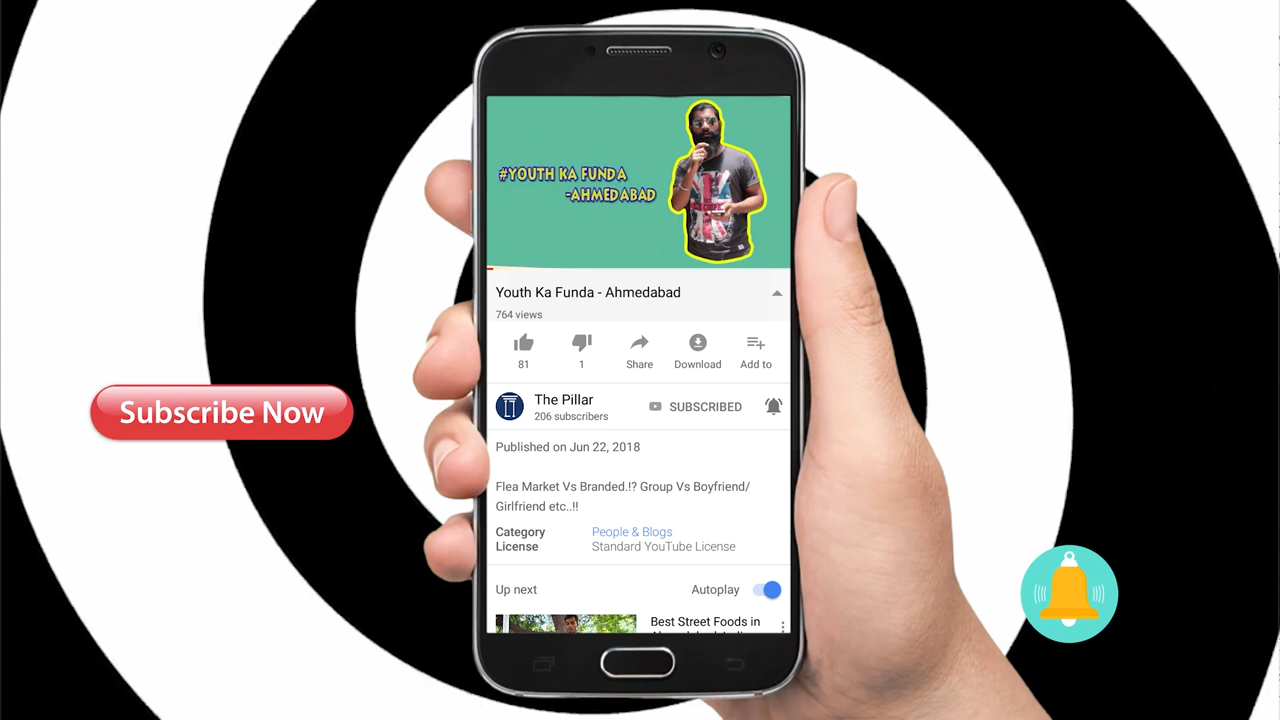 #YOUTH KA FUNDA
-AHMEDABAD
Youth Ka Funda - Ahmedabad
764 views
81
1
Share
Download
Add to
The Pillar
206 subscribers
SUBSCRIBED
Subscribe Now
Published on Jun 22, 2018
Flea Market Vs Branded.!? Group Vs Boyfriend/
Girlfriend etc..!!
Category People & Blogs
License Standard YouTube License
Up next
Autoplay
Best Street Foods in